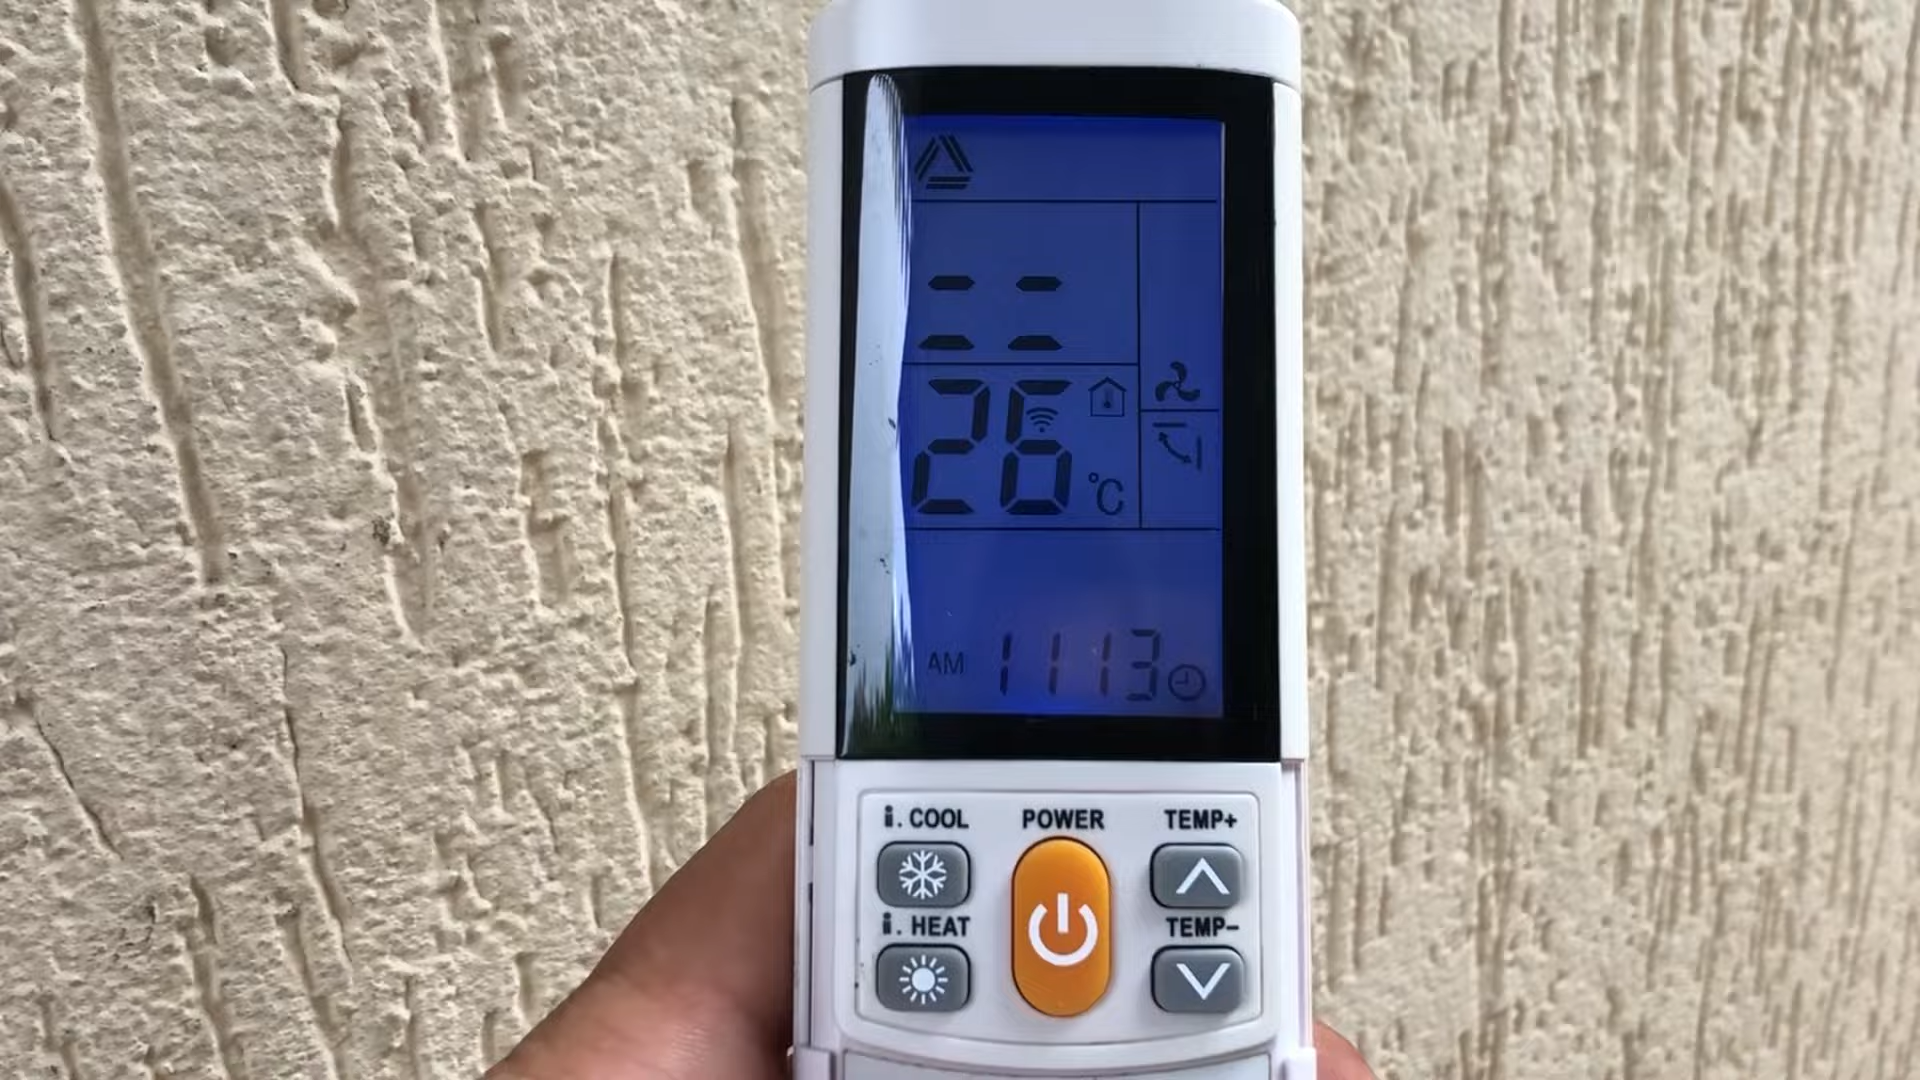 -- --
26 °C
AM 1113
i. COOL POWER TEMP+
i. HEAT TEMP−